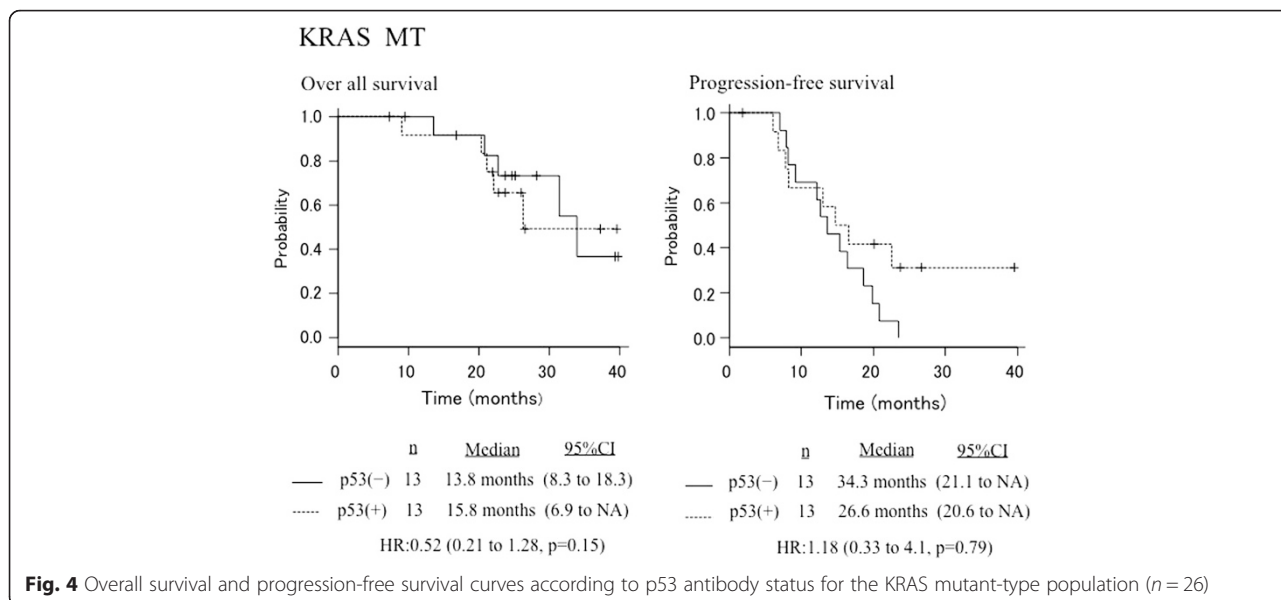 KRAS MT
Over all survival
Progression-free survival
1.0
0.8
0.6
0.4
0.2
0.0
Probability
0 10 20 30 40
Time (months)
1.0
0.8
0.6
0.4
0.2
0.0
Probability
0 10 20 30 40
Time (months)
n Median 95%CI
p53(−) 13 13.8 months (8.3 to 18.3)
p53(+) 13 15.8 months (6.9 to NA)
HR:0.52 (0.21 to 1.28, p=0.15)
n Median 95%CI
p53(−) 13 34.3 months (21.1 to NA)
p53(+) 13 26.6 months (20.6 to NA)
HR:1.18 (0.33 to 4.1, p=0.79)
Fig. 4 Overall survival and progression-free survival curves according to p53 antibody status for the KRAS mutant-type population (n = 26)